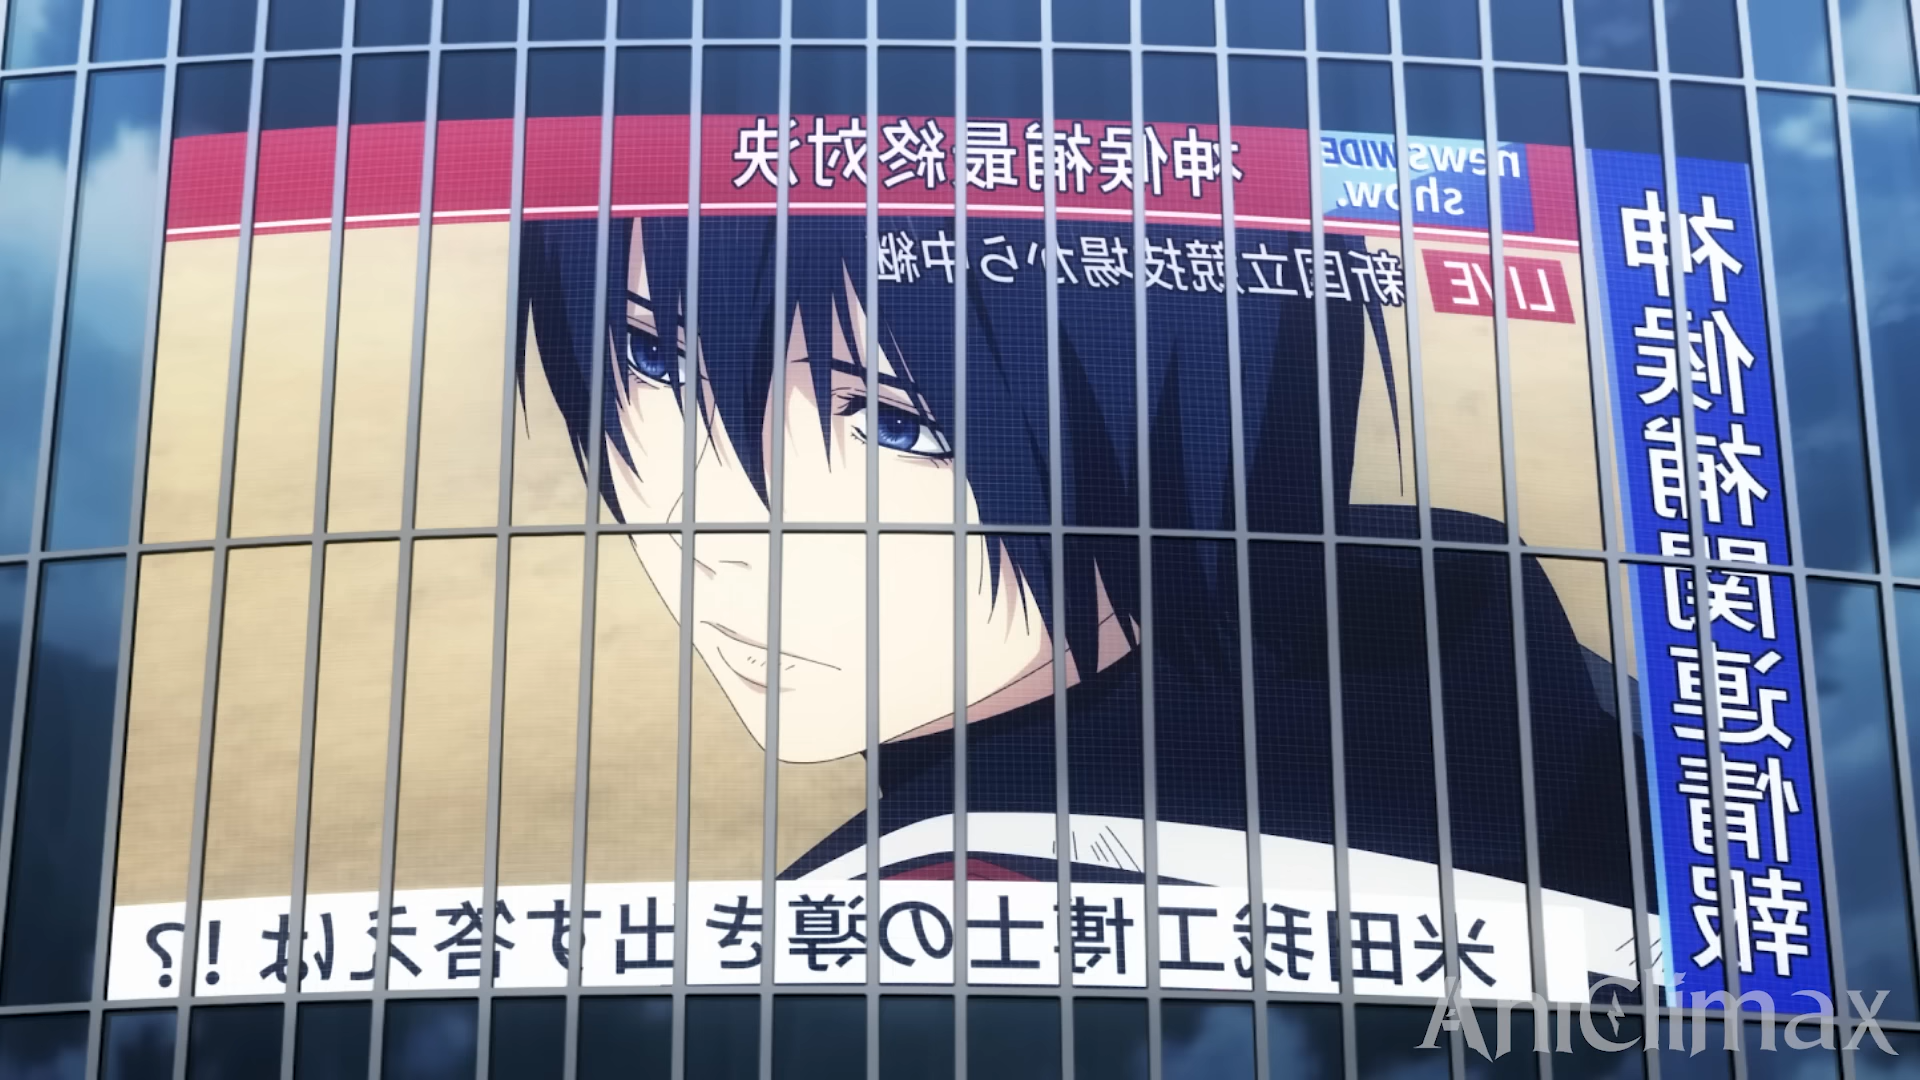 神候補最終対決
newsWIDE
show.
LIVE
新国立競技場から中継
神候補関連情報
米田我工博士の導き出す答えは!?
AniClimax